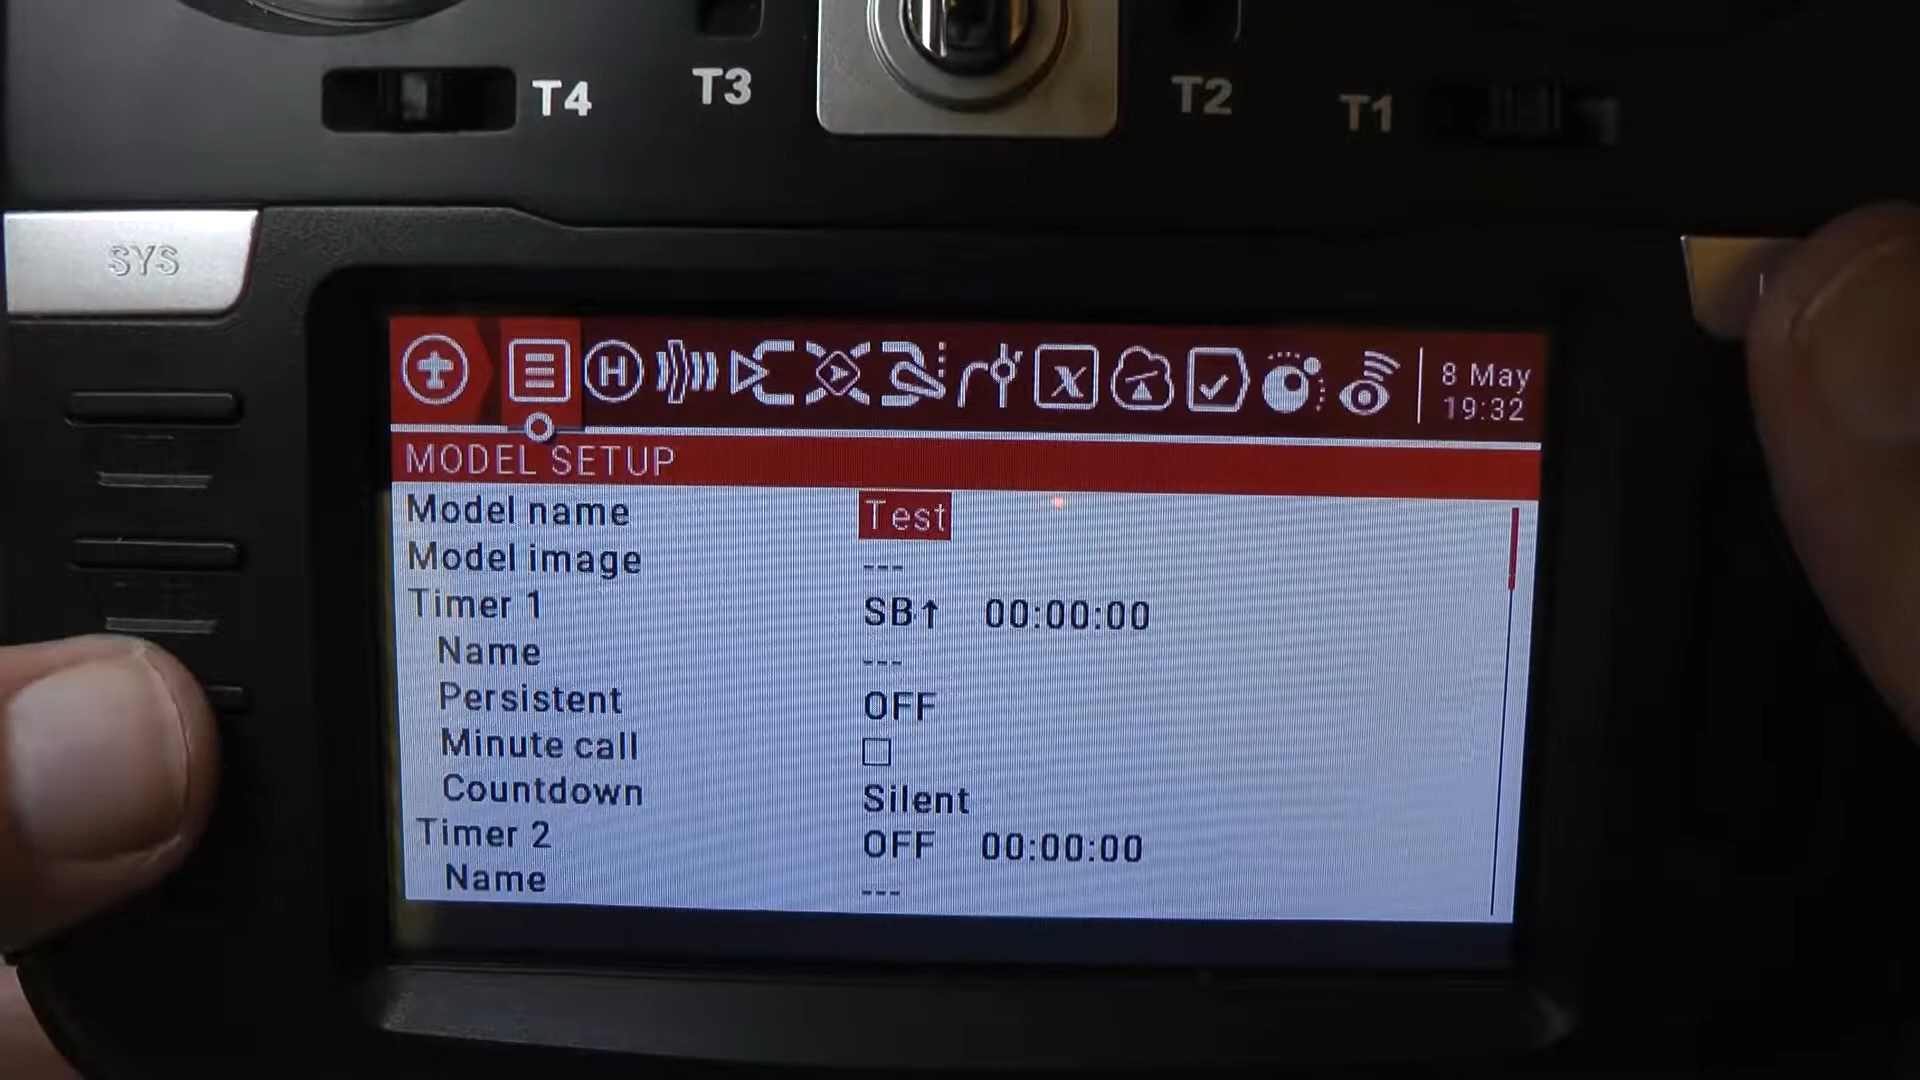 T4 T3 T2 T1
SYS
8 May
19:32
MODEL SETUP
Model name Test
Model image ---
Timer 1 SB↑ 00:00:00
Name ---
Persistent OFF
Minute call
Countdown Silent
Timer 2 OFF 00:00:00
Name ---